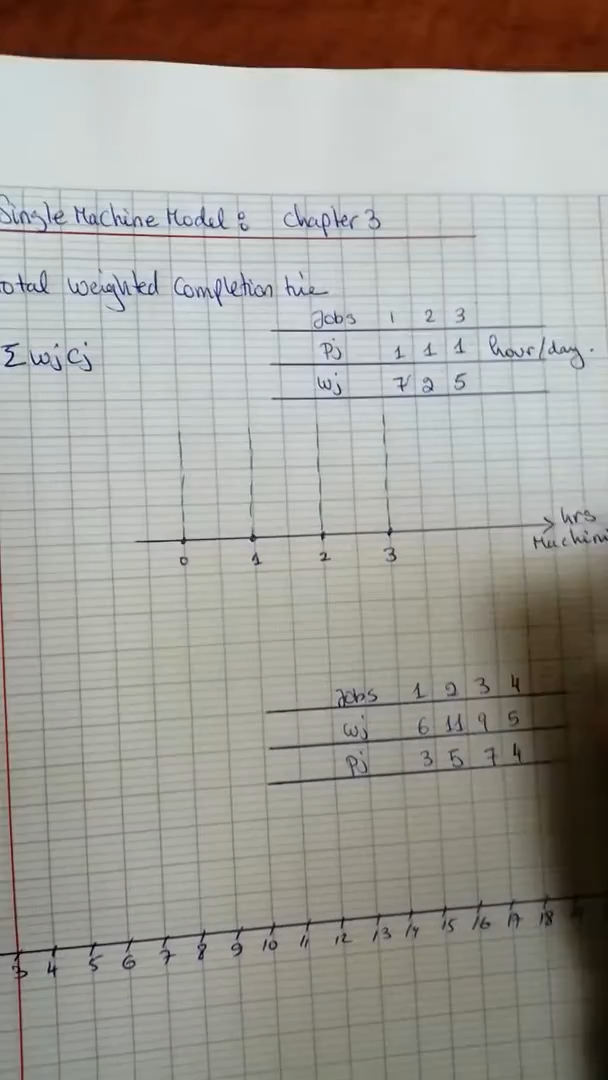 Single Machine Model : Chapter 3
total weighted completion tie
Jobs 1 2 3
Σ wjCj
Pj 1 1 1 hour/day.
wj 7 2 5
hrs
Machin
0 1 2 3
Jobs 1 2 3 4
wj 6 11 9 5
Pj 3 5 7 4
3 4 5 6 7 8 9 10 11 12 13 14 15 16 17 18